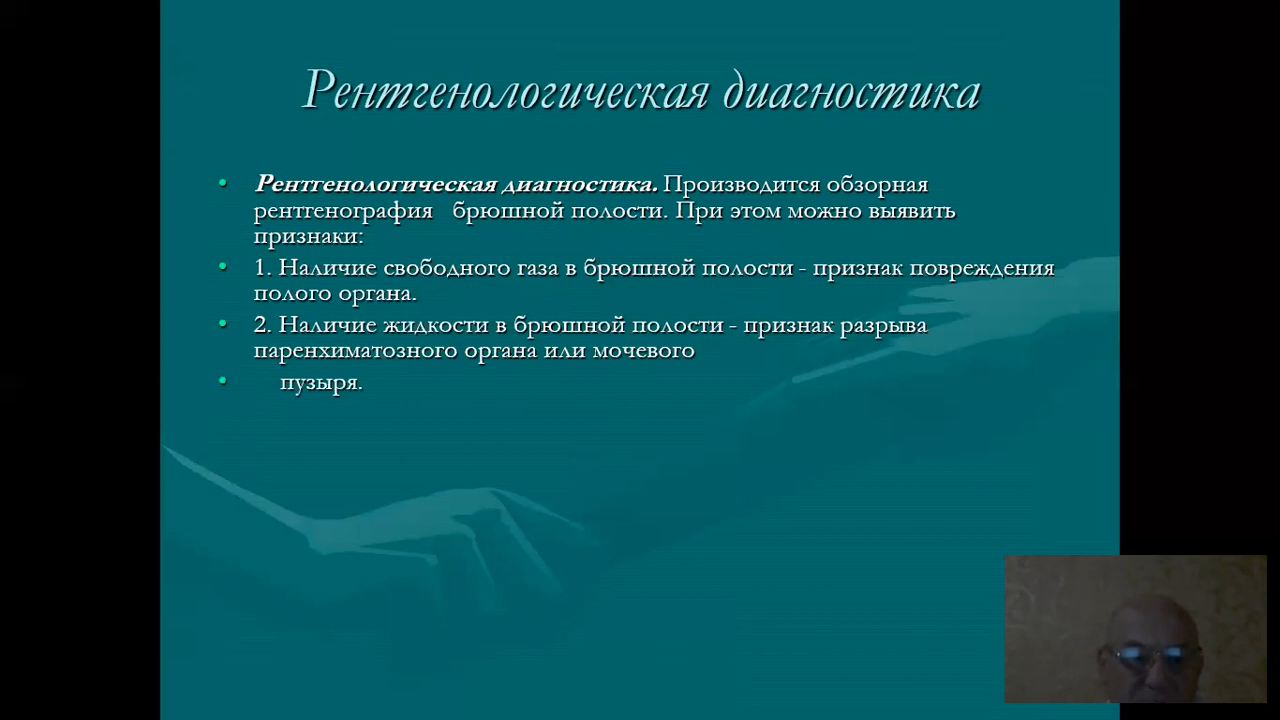 Рентгенологическая диагностика
• Рентгенологическая диагностика. Производится обзорная
рентгенография брюшной полости. При этом можно выявить
признаки:
• 1. Наличие свободного газа в брюшной полости - признак повреждения
полого органа.
• 2. Наличие жидкости в брюшной полости - признак разрыва
паренхиматозного органа или мочевого
• пузыря.